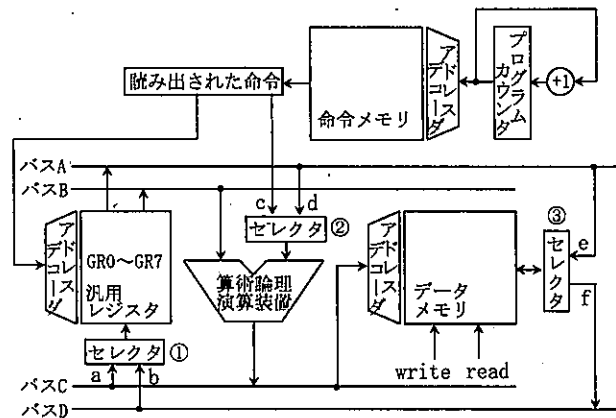 プログラムカウンタ
+1
アドレスデコーダ
命令メモリ
読み出された命令
バスA
バスB
c
d
セレクタ
②
③
e
セレクタ
f
アドレスデコーダ
GR0～GR7
汎用
レジスタ
算術論理
演算装置
アドレスデコーダ
データ
メモリ
セレクタ
①
write
read
a
b
バスC
バスD